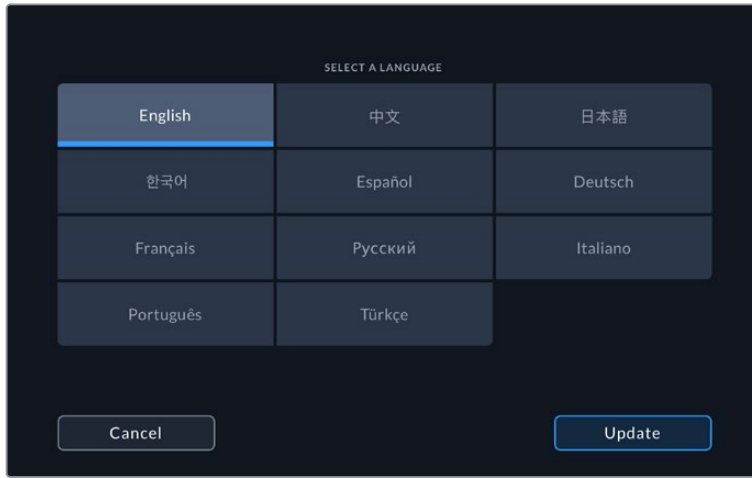 SELECT A LANGUAGE
English 中文 日本語
한국어 Español Deutsch
Français Русский Italiano
Português Türkçe
Cancel Update